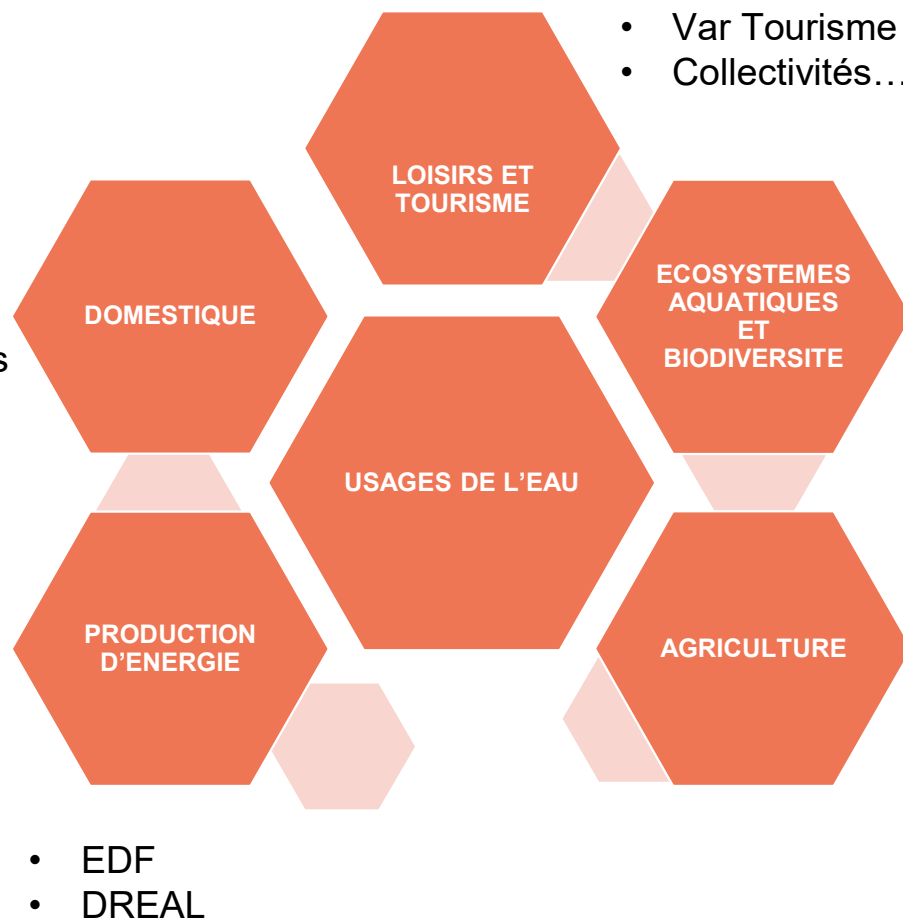 • Var Tourisme
• Collectivités…
LOISIRS ET
TOURISME
ECOSYSTEMES
AQUATIQUES
ET
BIODIVERSITE
DOMESTIQUE
s
USAGES DE L’EAU
PRODUCTION
D’ENERGIE
AGRICULTURE
• EDF
• DREAL